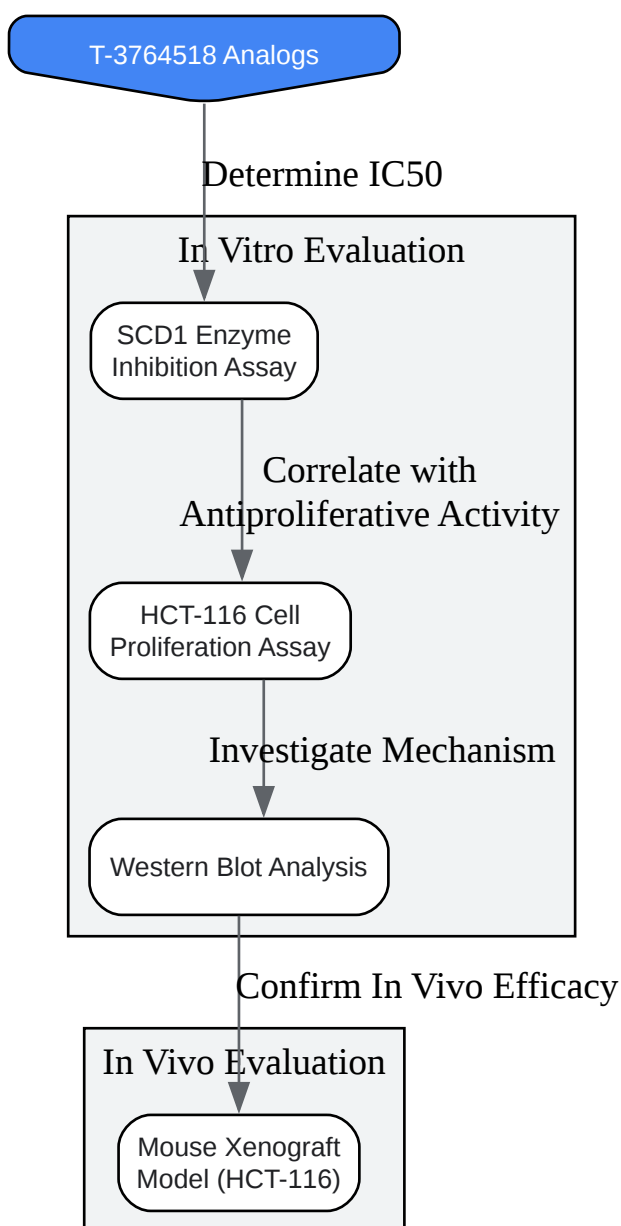 T-3764518 Analogs
Determine IC50
In Vitro Evaluation
SCD1 Enzyme
Inhibition Assay
Correlate with
Antiproliferative Activity
HCT-116 Cell
Proliferation Assay
Investigate Mechanism
Western Blot Analysis
Confirm In Vivo Efficacy
In Vivo Evaluation
Mouse Xenograft
Model (HCT-116)